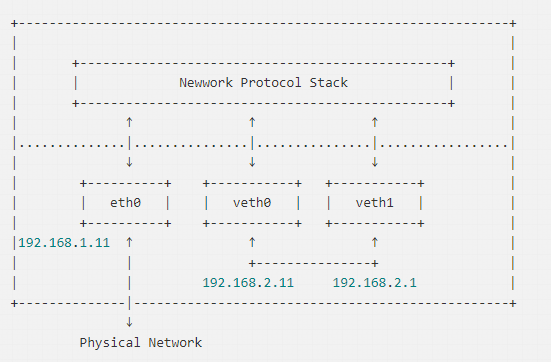 Newwork Protocol Stack
eth0 veth0 veth1
192.168.1.11
192.168.2.11 192.168.2.1
Physical Network